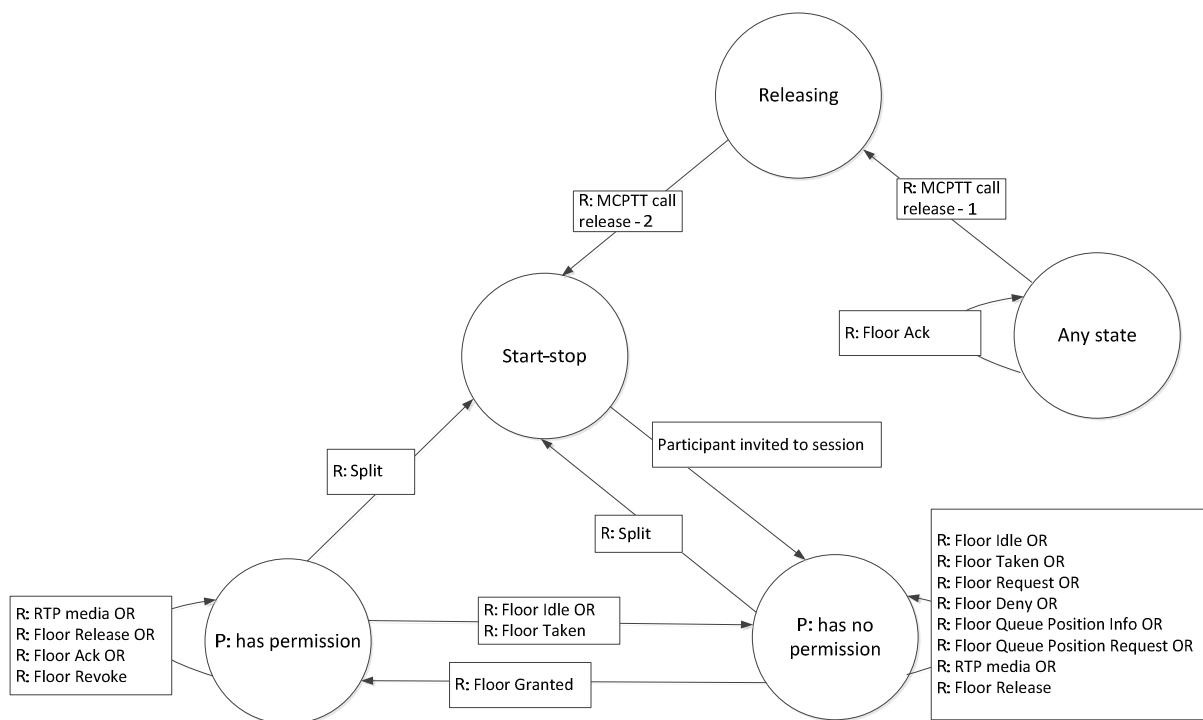 Releasing
R: MCPTT call
release - 2
R: MCPTT call
release - 1
Start-stop
R: Floor Ack
Any state
Participant invited to session
R: Split
R: Split
R: RTP media OR
R: Floor Release OR
R: Floor Ack OR
R: Floor Revoke
P: has permission
R: Floor Idle OR
R: Floor Taken
R: Floor Granted
P: has no
permission
R: Floor Idle OR
R: Floor Taken OR
R: Floor Request OR
R: Floor Deny OR
R: Floor Queue Position Info OR
R: Floor Queue Position Request OR
R: RTP media OR
R: Floor Release